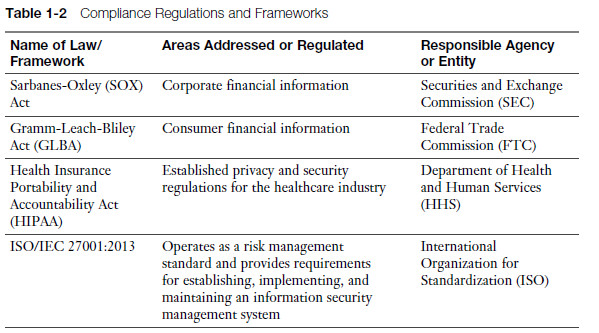 Table 1-2 Compliance Regulations and Frameworks
Name of Law/ Areas Addressed or Regulated Responsible Agency
Framework or Entity
Sarbanes-Oxley (SOX) Corporate financial information Securities and Exchange
Act Commission (SEC)
Gramm-Leach-Bliley Consumer financial information Federal Trade
Act (GLBA) Commission (FTC)
Health Insurance Established privacy and security Department of Health
Portability and regulations for the healthcare industry and Human Services
Accountability Act (HHS)
(HIPAA)
ISO/IEC 27001:2013 Operates as a risk management International
standard and provides requirements Organization for
for establishing, implementing, and Standardization (ISO)
maintaining an information security
management system